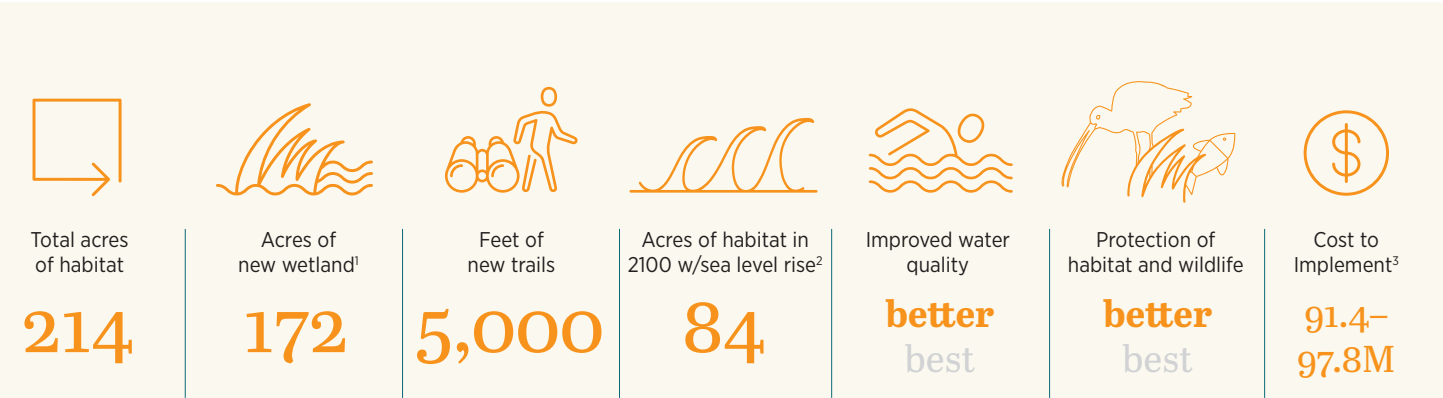 Total acres
of habitat
214
Acres of
new wetland¹
172
Feet of
new trails
5,000
Acres of habitat in
2100 w/sea level rise²
84
Improved water
quality
better
best
Protection of
habitat and wildlife
better
best
$
Cost to
Implement³
91.4–
97.8M